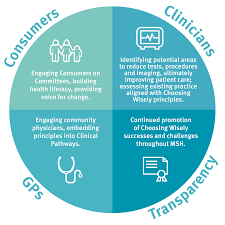 Consumers
Clinicians
Engaging Consumers on
Committees, building
health literacy, providing
voice for change.
Identifying potential areas
to reduce tests, procedures
and imaging, ultimately
improving patient care;
assessing existing practice
aligned with Choosing
Wisely principles.
Engaging community
physicians, embedding
principles into Clinical
Pathways.
Continued promotion
of Choosing Wisely
successes and challenges
throughout MSH.
GPs
Transparency